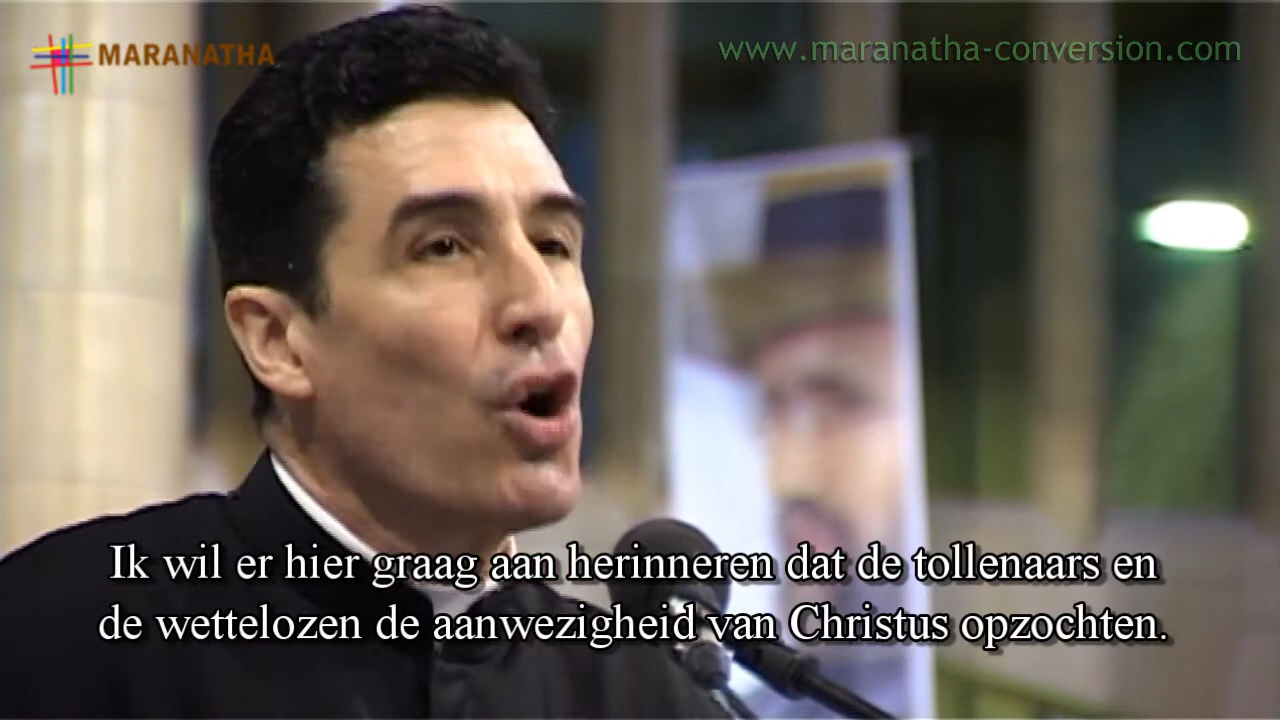 MARANATHA
www.maranatha-conversion.com
Ik wil er hier graag aan herinneren dat de tollenaars en
de wettelozen de aanwezigheid van Christus opzochten.